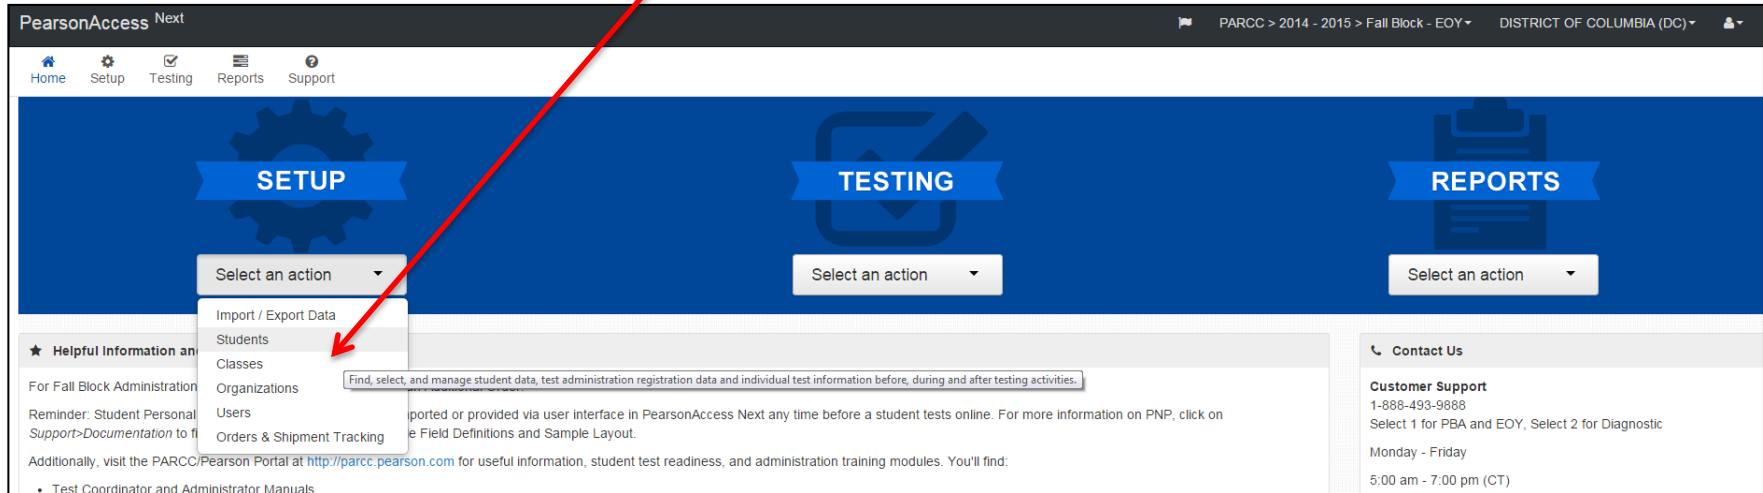 PearsonAccess Next
PARCC > 2014 - 2015 > Fall Block - EOY
DISTRICT OF COLUMBIA (DC)
Home
Setup
Testing
Reports
Support
SETUP
TESTING
REPORTS
Select an action
Select an action
Select an action
Import / Export Data
Students
Classes
Organizations
Users
Orders & Shipment Tracking
Find, select, and manage student data, test administration registration data and individual test information before, during and after testing activities.
Helpful Information an
For Fall Block Administration
Additional Order.
Reminder: Student Personal ported or provided via user interface in PearsonAccess Next any time before a student tests online. For more information on PNP, click on
Support>Documentation to fi e Field Definitions and Sample Layout.
Additionally, visit the PARCC/Pearson Portal at http://parcc.pearson.com for useful information, student test readiness, and administration training modules. You'll find:
• Test Coordinator and Administrator Manuals
Contact Us
Customer Support
1-888-493-9888
Select 1 for PBA and EOY, Select 2 for Diagnostic
Monday - Friday
5:00 am - 7:00 pm (CT)